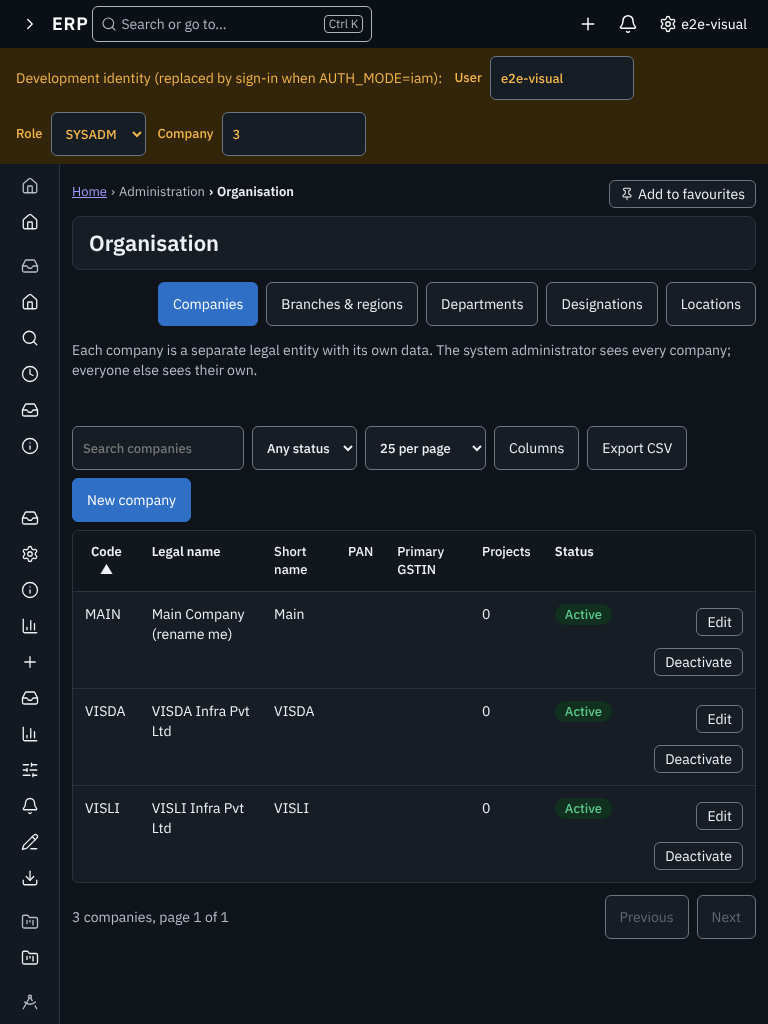 ERP
Search or go to...
Ctrl K
e2e-visual
Development identity (replaced by sign-in when AUTH_MODE=iam):
User
e2e-visual
Role
SYSADM
Company
3
Home › Administration › Organisation
Add to favourites
Organisation
Companies
Branches & regions
Departments
Designations
Locations
Each company is a separate legal entity with its own data. The system administrator sees every company;
everyone else sees their own.
Search companies
Any status
25 per page
Columns
Export CSV
New company
Code ▲
Legal name
Short name
PAN
Primary GSTIN
Projects
Status
MAIN
Main Company (rename me)
Main
0
Active
Edit
Deactivate
VISDA
VISDA Infra Pvt Ltd
VISDA
0
Active
Edit
Deactivate
VISLI
VISLI Infra Pvt Ltd
VISLI
0
Active
Edit
Deactivate
3 companies, page 1 of 1
Previous
Next